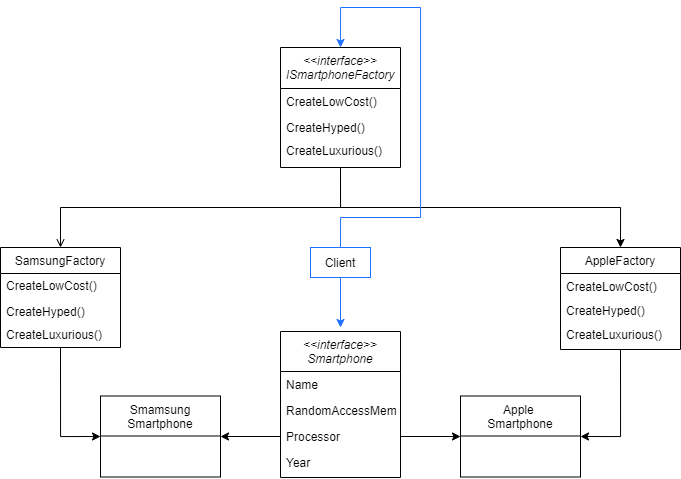 <<interface>>
ISmartphoneFactory
CreateLowCost()
CreateHyped()
CreateLuxurious()
SamsungFactory
CreateLowCost()
CreateHyped()
CreateLuxurious()
Client
AppleFactory
CreateLowCost()
CreateHyped()
CreateLuxurious()
<<interface>>
Smartphone
Name
RandomAccessMem
Processor
Year
Smamsung
Smartphone
Apple
Smartphone